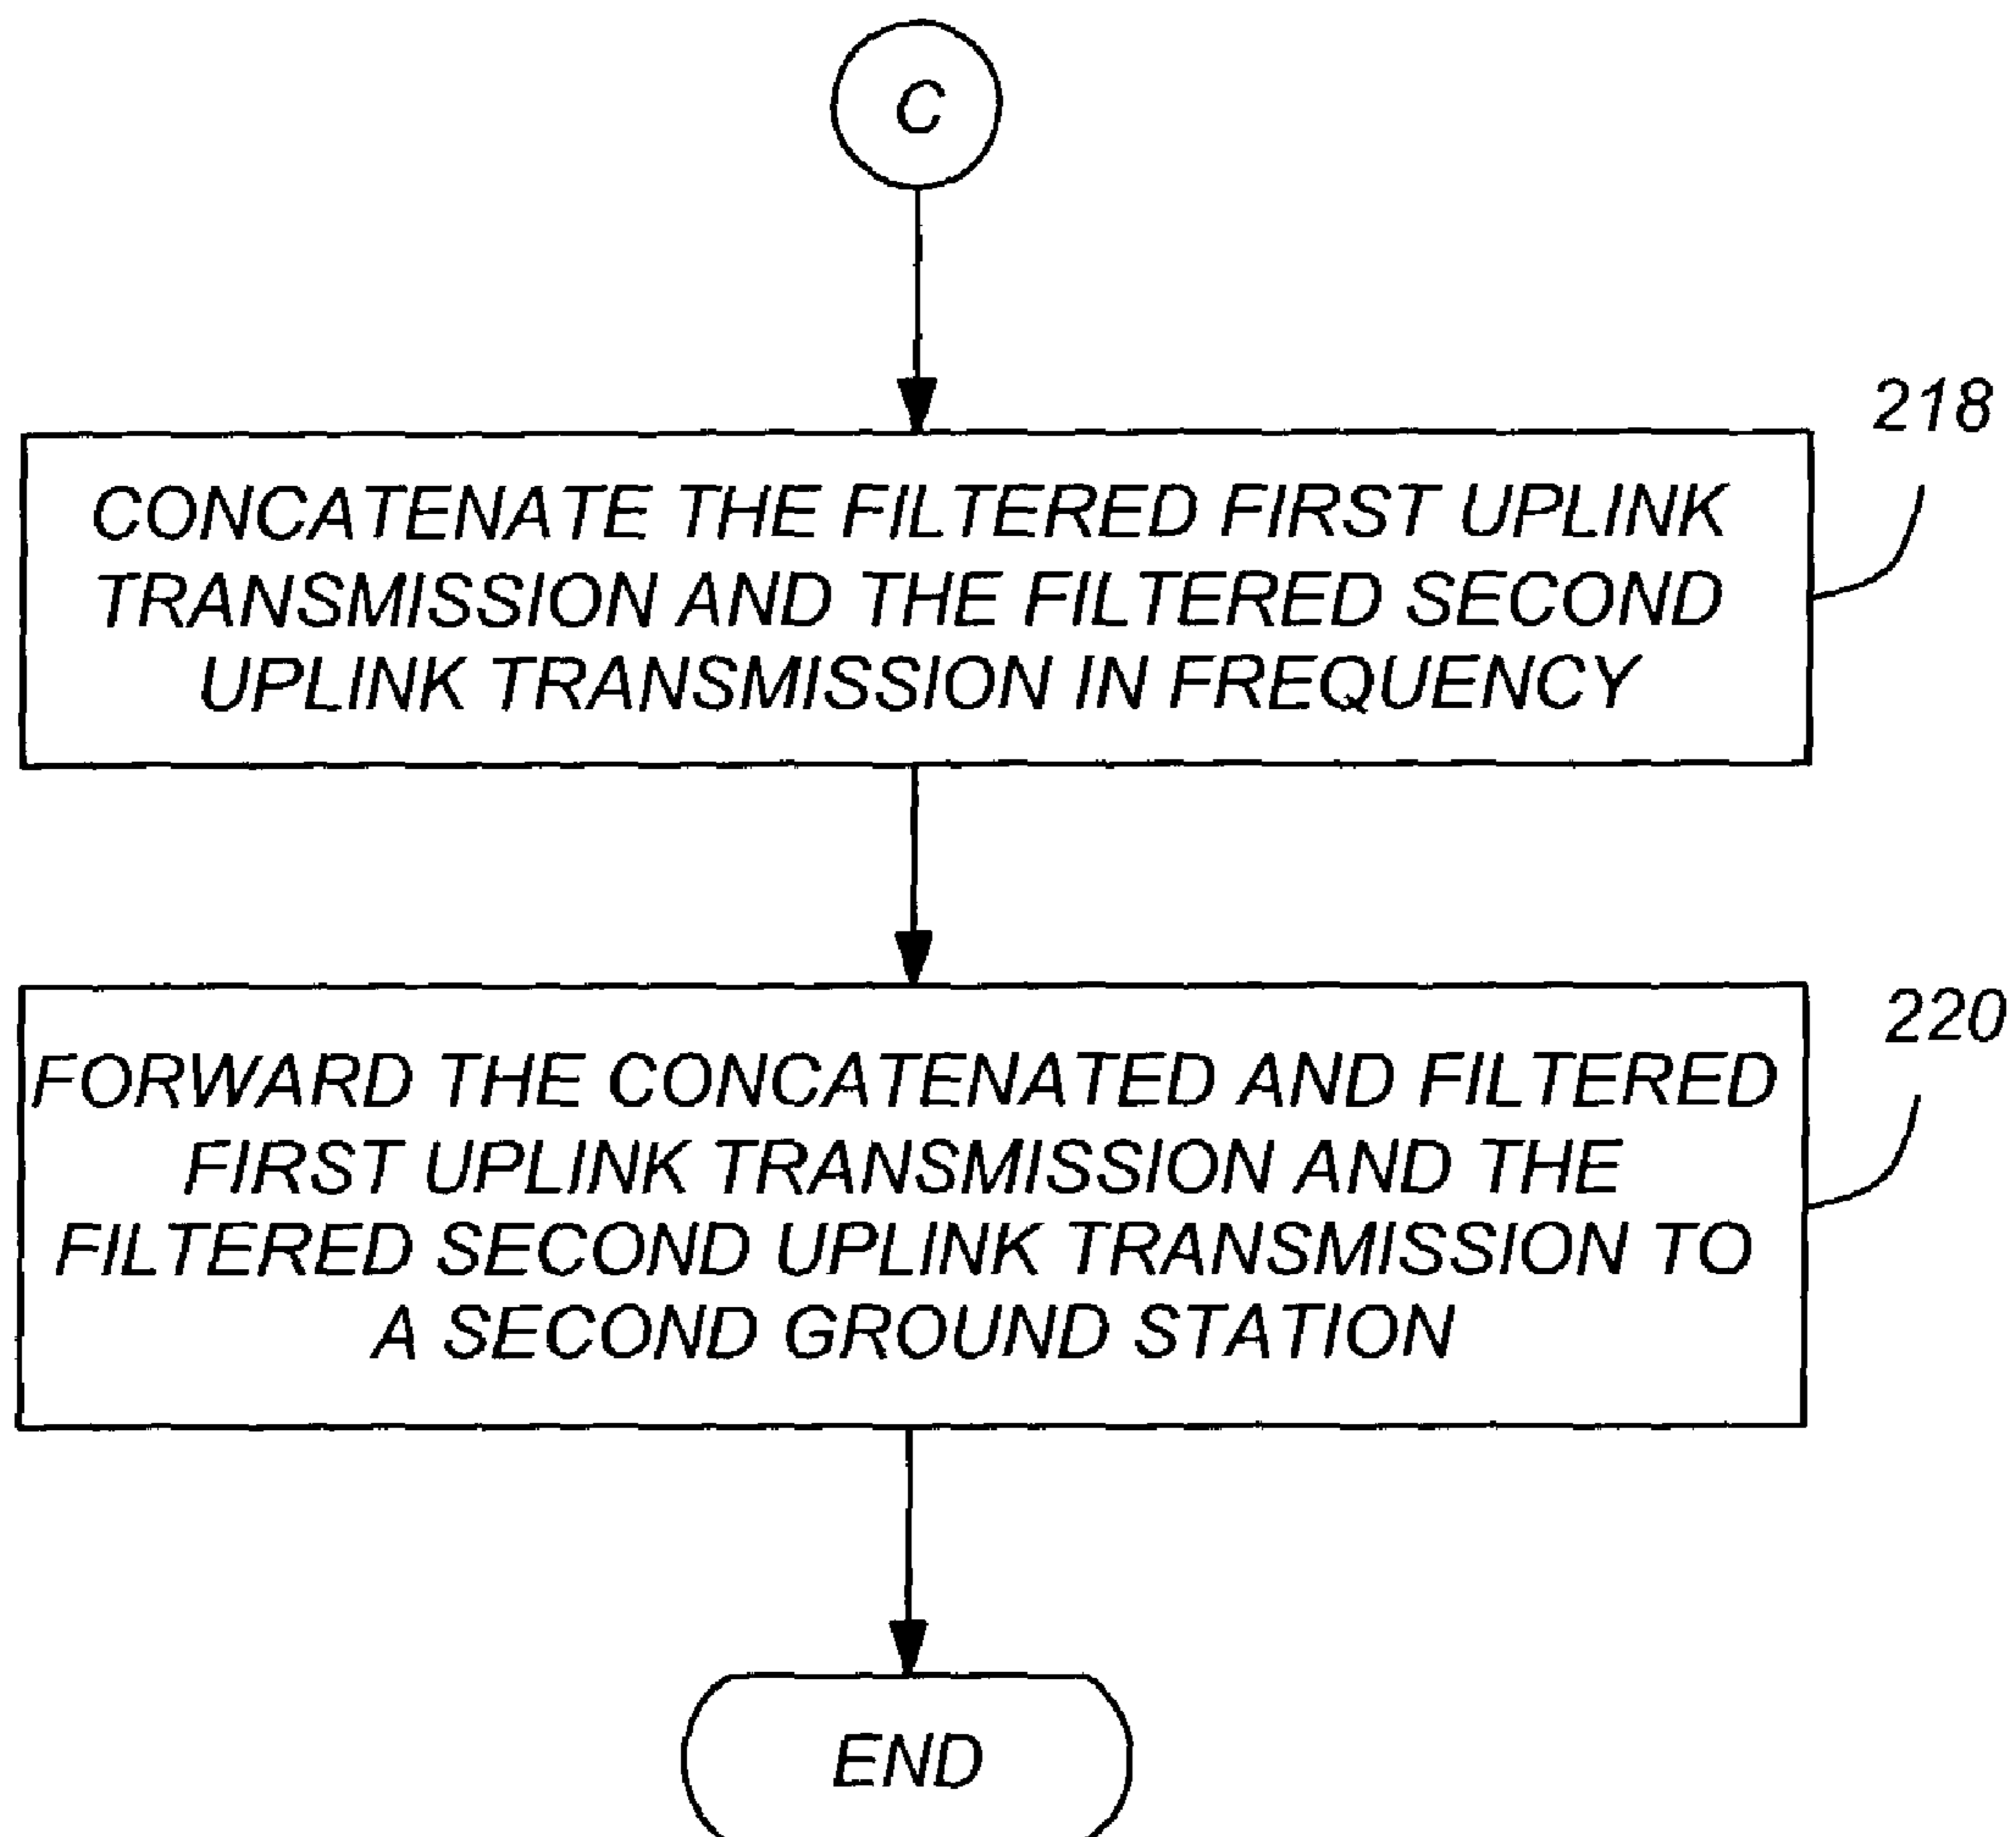 C
218
CONCATENATE THE FILTERED FIRST UPLINK
TRANSMISSION AND THE FILTERED SECOND
UPLINK TRANSMISSION IN FREQUENCY
220
FORWARD THE CONCATENATED AND FILTERED
FIRST UPLINK TRANSMISSION AND THE
FILTERED SECOND UPLINK TRANSMISSION TO
A SECOND GROUND STATION
END